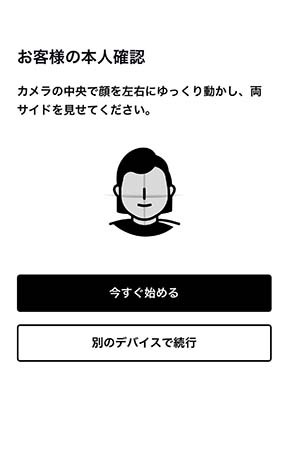 お客様の本人確認
カメラの中央で顔を左右にゆっくり動かし、両
サイドを見せてください。
今すぐ始める
別のデバイスで続行